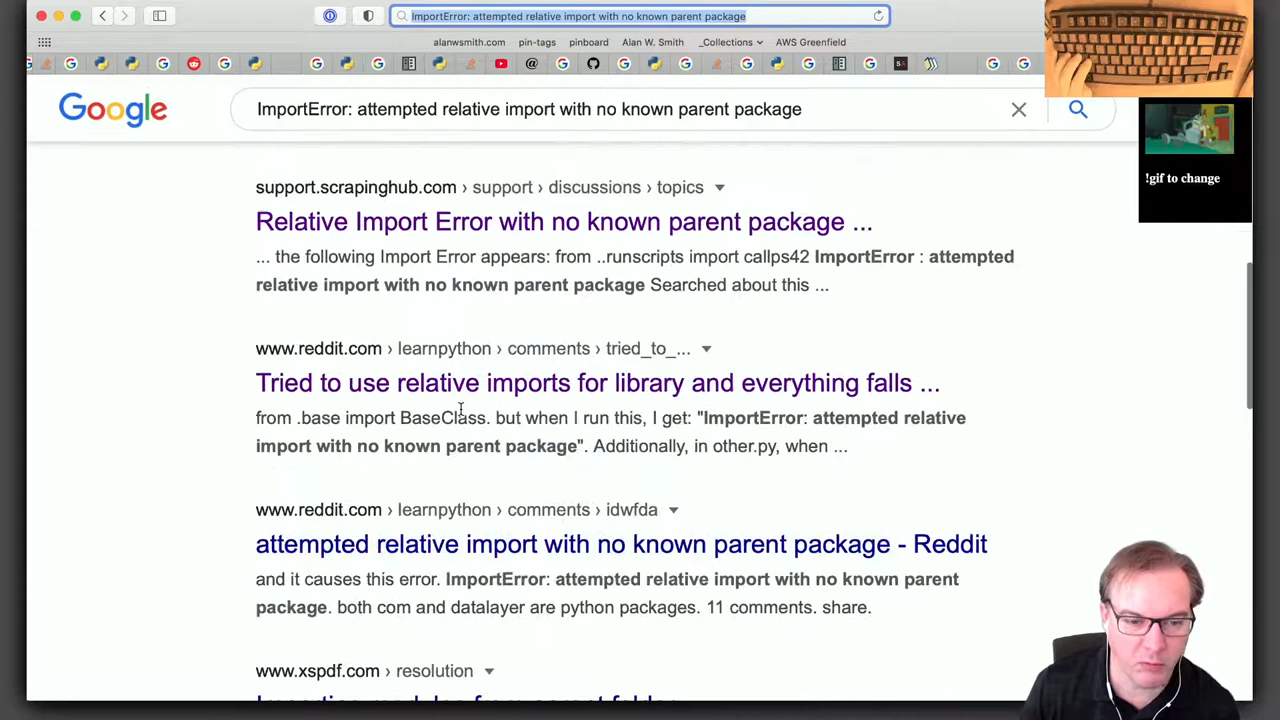 ImportError: attempted relative import with no known parent package
alanwsmith.com pin-tags pinboard Alan W. Smith _Collections AWS Greenfield
Google ImportError: attempted relative import with no known parent package
!gif to change
support.scrapinghub.com › support › discussions › topics
Relative Import Error with no known parent package ...
... the following Import Error appears: from ..runscripts import callps42 ImportError : attempted
relative import with no known parent package Searched about this ...
www.reddit.com › learnpython › comments › tried_to_...
Tried to use relative imports for library and everything falls ...
from .base import BaseClass. but when I run this, I get: "ImportError: attempted relative
import with no known parent package". Additionally, in other.py, when ...
www.reddit.com › learnpython › comments › idwfda
attempted relative import with no known parent package - Reddit
and it causes this error. ImportError: attempted relative import with no known parent
package. both com and datalayer are python packages. 11 comments. share.
www.xspdf.com › resolution
Importing modules from parent folder